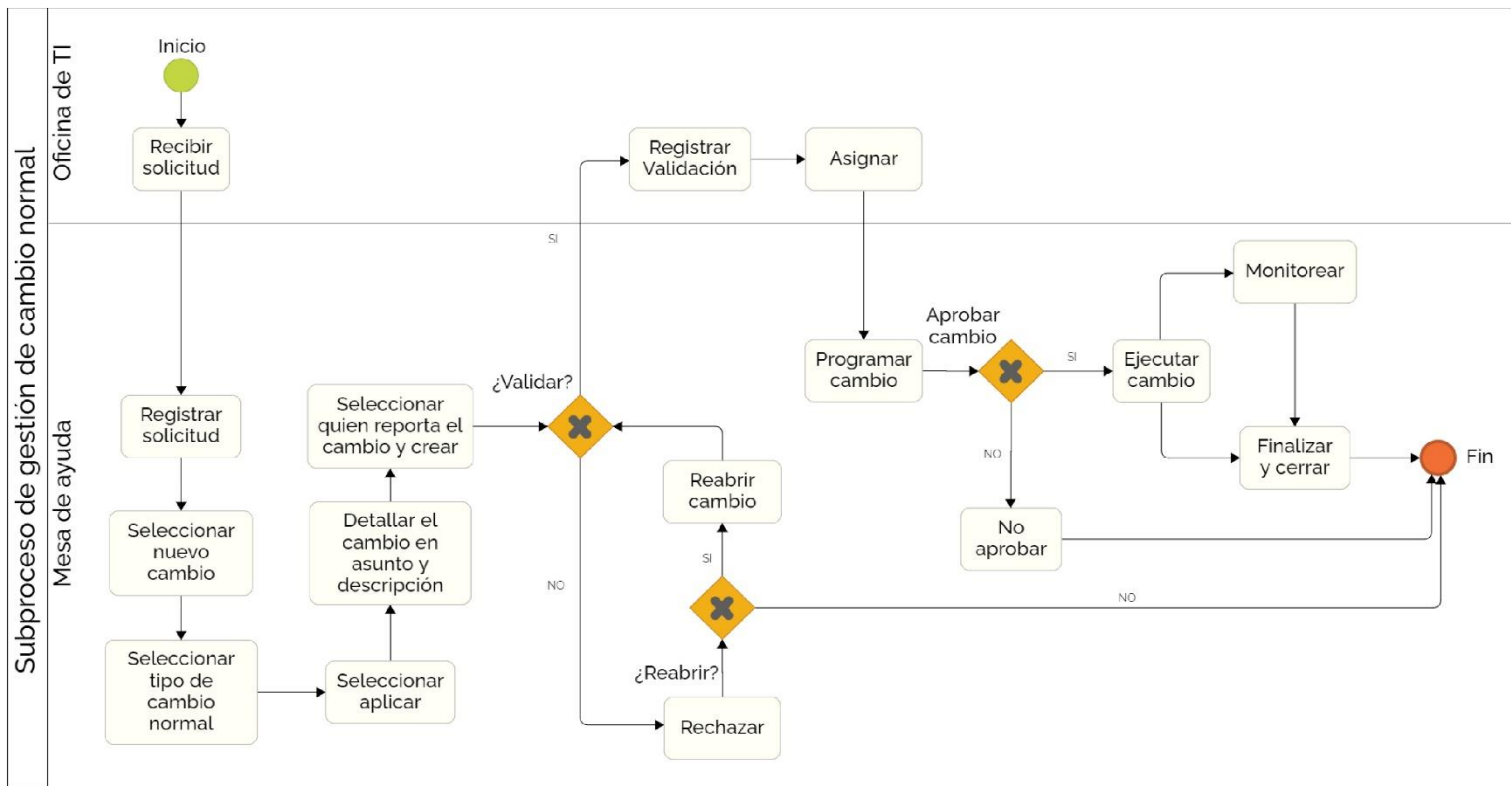 Subproceso de gestión de cambio normal
Oficina de TI
Inicio
Recibir
solicitud
Registrar
Validación
Asignar
Mesa de ayuda
Registrar
solicitud
Seleccionar
nuevo
cambio
Seleccionar
tipo de
cambio
normal
Seleccionar
aplicar
Detallar el
cambio en
asunto y
descripción
Seleccionar
quien reporta el
cambio y crear
¿Validar?
SI
NO
Rechazar
¿Reabrir?
SI
NO
Reabrir
cambio
Programar
cambio
Aprobar
cambio
SI
NO
No
aprobar
Ejecutar
cambio
Monitorear
Finalizar
y cerrar
Fin